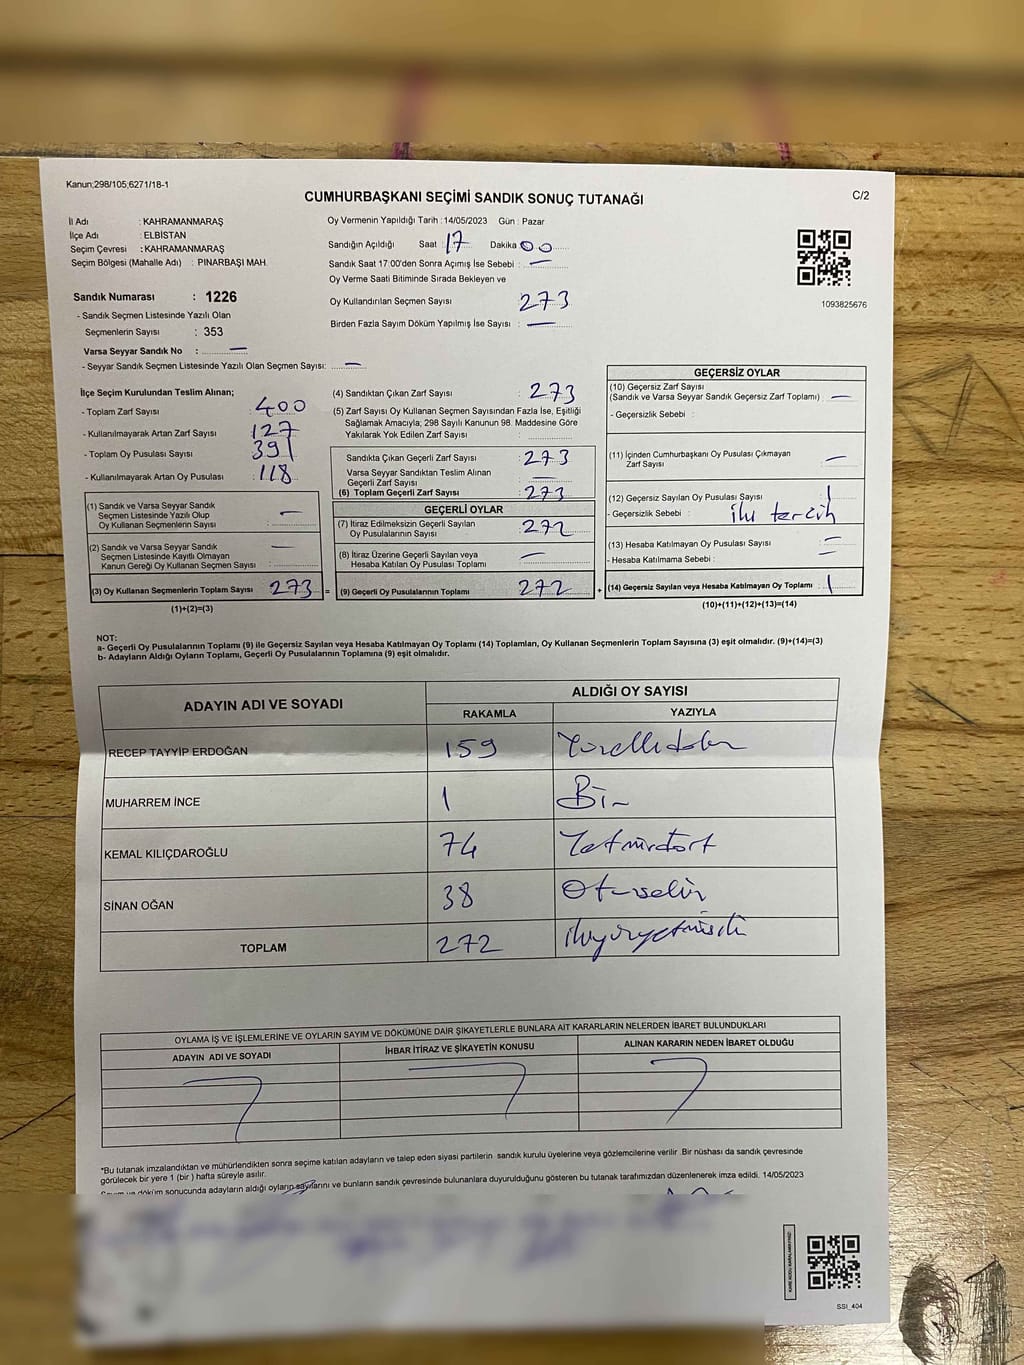 Kanun;298/105;6271/18-1
CUMHURBAŞKANI SEÇİMİ SANDIK SONUÇ TUTANAĞI
C/2
İl Adı : KAHRAMANMARAŞ
İlçe Adı : ELBİSTAN
Seçim Çevresi : KAHRAMANMARAŞ
Seçim Bölgesi (Mahalle Adı) : PINARBAŞI MAH.
Sandık Numarası : 1226
- Sandık Seçmen Listesinde Yazılı Olan
Seçmenlerin Sayısı : 353
Varsa Seyyar Sandık No : —
- Seyyar Sandık Seçmen Listesinde Yazılı Olan Seçmen Sayısı: —
Oy Vermenin Yapıldığı Tarih : 14/05/2023 Gün : Pazar
Sandığın Açıldığı Saat : 17 Dakika : 00
Sandık Saat 17:00'den Sonra Açımış İse Sebebi : —
Oy Verme Saati Bitiminde Sırada Bekleyen ve
Oy Kullandırılan Seçmen Sayısı 273
Birden Fazla Sayım Döküm Yapılmış İse Sayısı : —
1093825676
İlçe Seçim Kurulundan Teslim Alınan;
- Toplam Zarf Sayısı : 400
- Kullanılmayarak Artan Zarf Sayısı : 127
- Toplam Oy Pusulası Sayısı : 391
- Kullanılmayarak Artan Oy Pusulası : 118
(1) Sandık ve Varsa Seyyar Sandık
Seçmen Listesinde Yazılı Olup
Oy Kullanan Seçmenlerin Sayısı : —
(2) Sandık ve Varsa Seyyar Sandık
Seçmen Listesinde Kayıtlı Olmayan
Kanun Gereği Oy Kullanan Seçmen Sayısı : —
(3) Oy Kullanan Seçmenlerin Toplam Sayısı 273 =
(1)+(2)=(3)
(4) Sandıktan Çıkan Zarf Sayısı : 273
(5) Zarf Sayısı Oy Kullanan Seçmen Sayısından Fazla İse, Eşitliği
Sağlamak Amacıyla; 298 Sayılı Kanunun 98. Maddesine Göre
Yakılarak Yok Edilen Zarf Sayısı :
Sandıkta Çıkan Geçerli Zarf Sayısı : 273
Varsa Seyyar Sandıktan Teslim Alınan
Geçerli Zarf Sayısı : —
(6) Toplam Geçerli Zarf Sayısı : 273
GEÇERLİ OYLAR
(7) İtiraz Edilmeksizin Geçerli Sayılan
Oy Pusulalarının Sayısı : 272
(8) İtiraz Üzerine Geçerli Sayılan veya
Hesaba Katılan Oy Pusulası Toplamı : —
(9) Geçerli Oy Pusulalarının Toplamı : 272 +
GEÇERSİZ OYLAR
(10) Geçersiz Zarf Sayısı
(Sandık ve Varsa Seyyar Sandık Geçersiz Zarf Toplamı) : —
- Geçersizlik Sebebi :
(11) İçinden Cumhurbaşkanı Oy Pusulası Çıkmayan
Zarf Sayısı : —
(12) Geçersiz Sayılan Oy Pusulası Sayısı : 1
- Geçersizlik Sebebi : iki tercih
(13) Hesaba Katılmayan Oy Pusulası Sayısı : —
- Hesaba Katılmama Sebebi : —
(14) Geçersiz Sayılan veya Hesaba Katılmayan Oy Toplamı : 1
(10)+(11)+(12)+(13)=(14)
NOT:
a- Geçerli Oy Pusulalarının Toplamı (9) ile Geçersiz Sayılan veya Hesaba Katılmayan Oy Toplamı (14) Toplamları, Oy Kullanan Seçmenlerin Toplam Sayısına (3) eşit olmalıdır. (9)+(14)=(3)
b- Adayların Aldığı Oyların Toplamı, Geçerli Oy Pusulalarının Toplamına (9) eşit olmalıdır.
ADAYIN ADI VE SOYADI
ALDIĞI OY SAYISI
RAKAMLA YAZIYLA
RECEP TAYYİP ERDOĞAN 159 Yüzellidokuz
MUHARREM İNCE 1 Bir
KEMAL KILIÇDAROĞLU 74 Yetmişdört
SİNAN OĞAN 38 Otuzsekiz
TOPLAM 272 ikiyüzyetmişiki
OYLAMA İŞ VE İŞLEMLERİNE VE OYLARIN SAYIM VE DÖKÜMÜNE DAİR ŞİKAYETLERLE BUNLARA AİT KARARLARIN NELERDEN İBARET BULUNDUKLARI
ADAYIN ADI VE SOYADI İHBAR İTİRAZ VE ŞİKAYETİN KONUSU ALINAN KARARIN NEDEN İBARET OLDUĞU
*Bu tutanak imzalandıktan ve mühürlendikten sonra seçime katılan adayların ve talep eden siyasi partilerin sandık kurulu üyelerine veya gözlemcilerine verilir .Bir nüshası da sandık çevresinde
görülecek bir yere 1 (bir ) hafta süreyle asılır.
Sayım ve döküm sonucunda adayların aldığı oyların sayılarını ve bunların sandık çevresinde bulunanlara duyurulduğunu gösteren bu tutanak tarafımızdan düzenlenerek imza edildi. 14/05/2023
KARE KODU KARALAMAYINIZ!
SSI_404
01